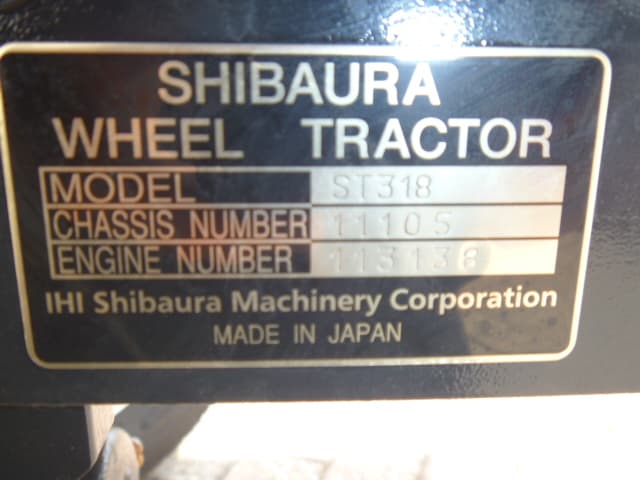 SHIBAURA
WHEEL TRACTOR
MODEL ST318
CHASSIS NUMBER 11105
ENGINE NUMBER 113138
IHI Shibaura Machinery Corporation
MADE IN JAPAN